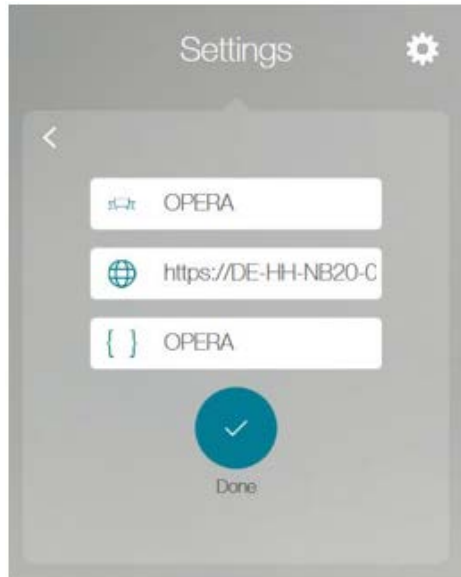 Settings
OPERA
https://DE-HH-NB20-C
{ } OPERA
Done